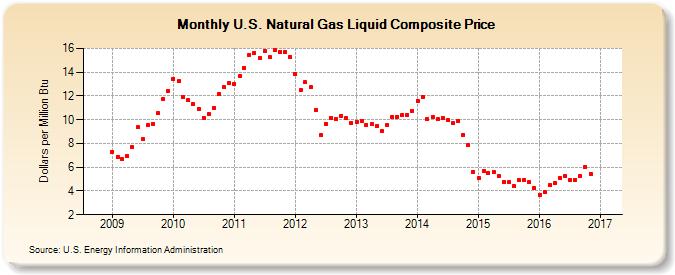 Monthly U.S. Natural Gas Liquid Composite Price
Dollars per Million Btu
16
14
12
10
8
6
4
2
2009 2010 2011 2012 2013 2014 2015 2016 2017
Source: U.S. Energy Information Administration